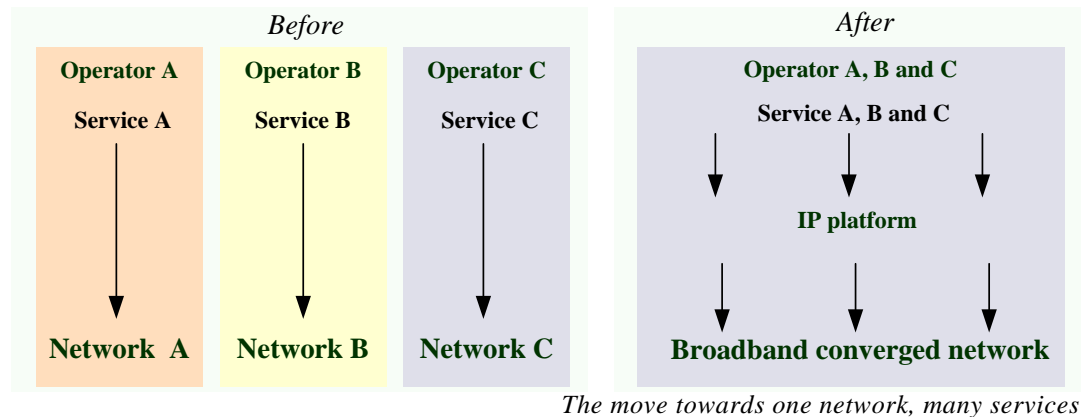 Before
Operator A
Service A
Network A
Operator B
Service B
Network B
Operator C
Service C
Network C
After
Operator A, B and C
Service A, B and C
IP platform
Broadband converged network
The move towards one network, many services